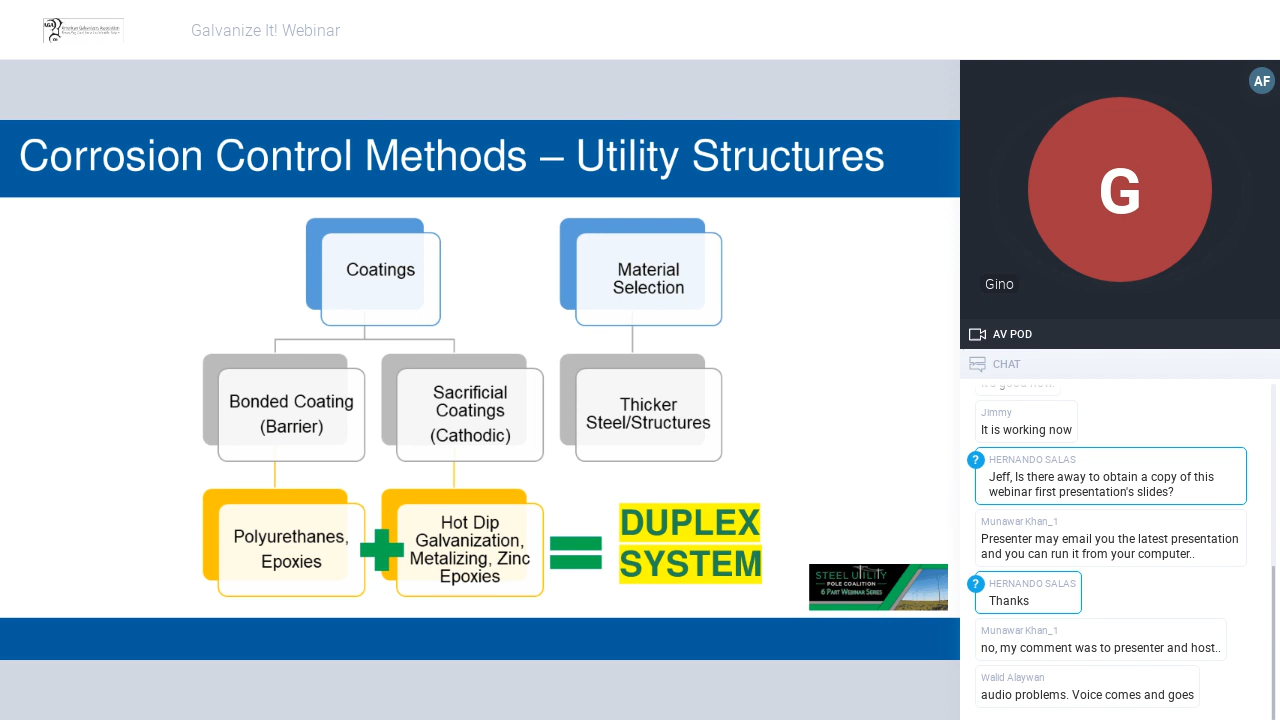 Galvanize It! Webinar
Corrosion Control Methods – Utility Structures
Coatings
Material
Selection
Bonded Coating
(Barrier)
Sacrificial
Coatings
(Cathodic)
Thicker
Steel/Structures
Polyurethanes,
Epoxies
Hot Dip
Galvanization,
Metalizing, Zinc
Epoxies
DUPLEX
SYSTEM
STEEL UTILITY
POLE COALITION
6 PART WEBINAR SERIES
AF
G
Gino
AV POD
CHAT
It's good now.
Jimmy
It is working now
?
HERNANDO SALAS
Jeff, Is there away to obtain a copy of this
webinar first presentation's slides?
Munawar Khan_1
Presenter may email you the latest presentation
and you can run it from your computer..
?
HERNANDO SALAS
Thanks
Munawar Khan_1
no, my comment was to presenter and host..
Walid Alaywan
audio problems. Voice comes and goes